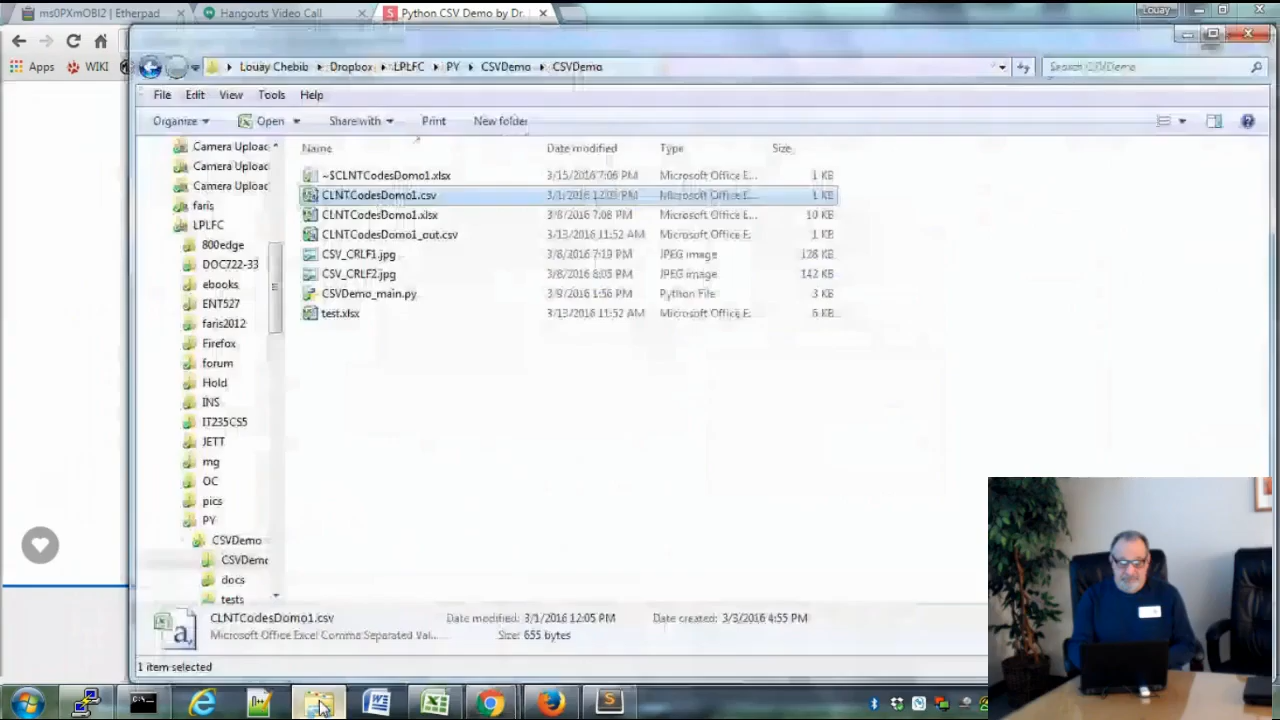 ms0PXmOBI2 | Etherpad
Hangouts Video Call
Python CSV Demo by Dr.
Louay
Apps
WIKI
Louay Chebib
Dropbox
LPLFC
PY
CSVDemo
CSVDemo
Search CSVDemo
File Edit View Tools Help
Organize Open Share with Print New folder
Name Date modified Type Size
~$CLNTCodesDomo1.xlsx 3/15/2016 7:06 PM Microsoft Office E... 1 KB
CLNTCodesDomo1.csv 3/1/2016 12:05 PM Microsoft Office E... 1 KB
CLNTCodesDomo1.xlsx 3/8/2016 7:08 PM Microsoft Office E... 10 KB
CLNTCodesDomo1_out.csv 3/13/2016 11:52 AM Microsoft Office E... 1 KB
CSV_CRLF1.jpg 3/8/2016 7:19 PM JPEG image 128 KB
CSV_CRLF2.jpg 3/8/2016 8:05 PM JPEG image 142 KB
CSVDemo_main.py 3/9/2016 1:56 PM Python File 3 KB
test.xlsx 3/13/2016 11:52 AM Microsoft Office E... 6 KB
Camera Upload
Camera Upload
Camera Upload
faris
LPLFC
800edge
DOC722-33
ebooks
ENT527
faris2012
Firefox
forum
Hold
INS
IT235CS5
JETT
mg
OC
pics
PY
CSVDemo
CSVDemo
docs
tests
CLNTCodesDomo1.csv Date modified: 3/1/2016 12:05 PM Date created: 3/3/2016 4:55 PM
Microsoft Office Excel Comma Separated Val... Size: 655 bytes
1 item selected